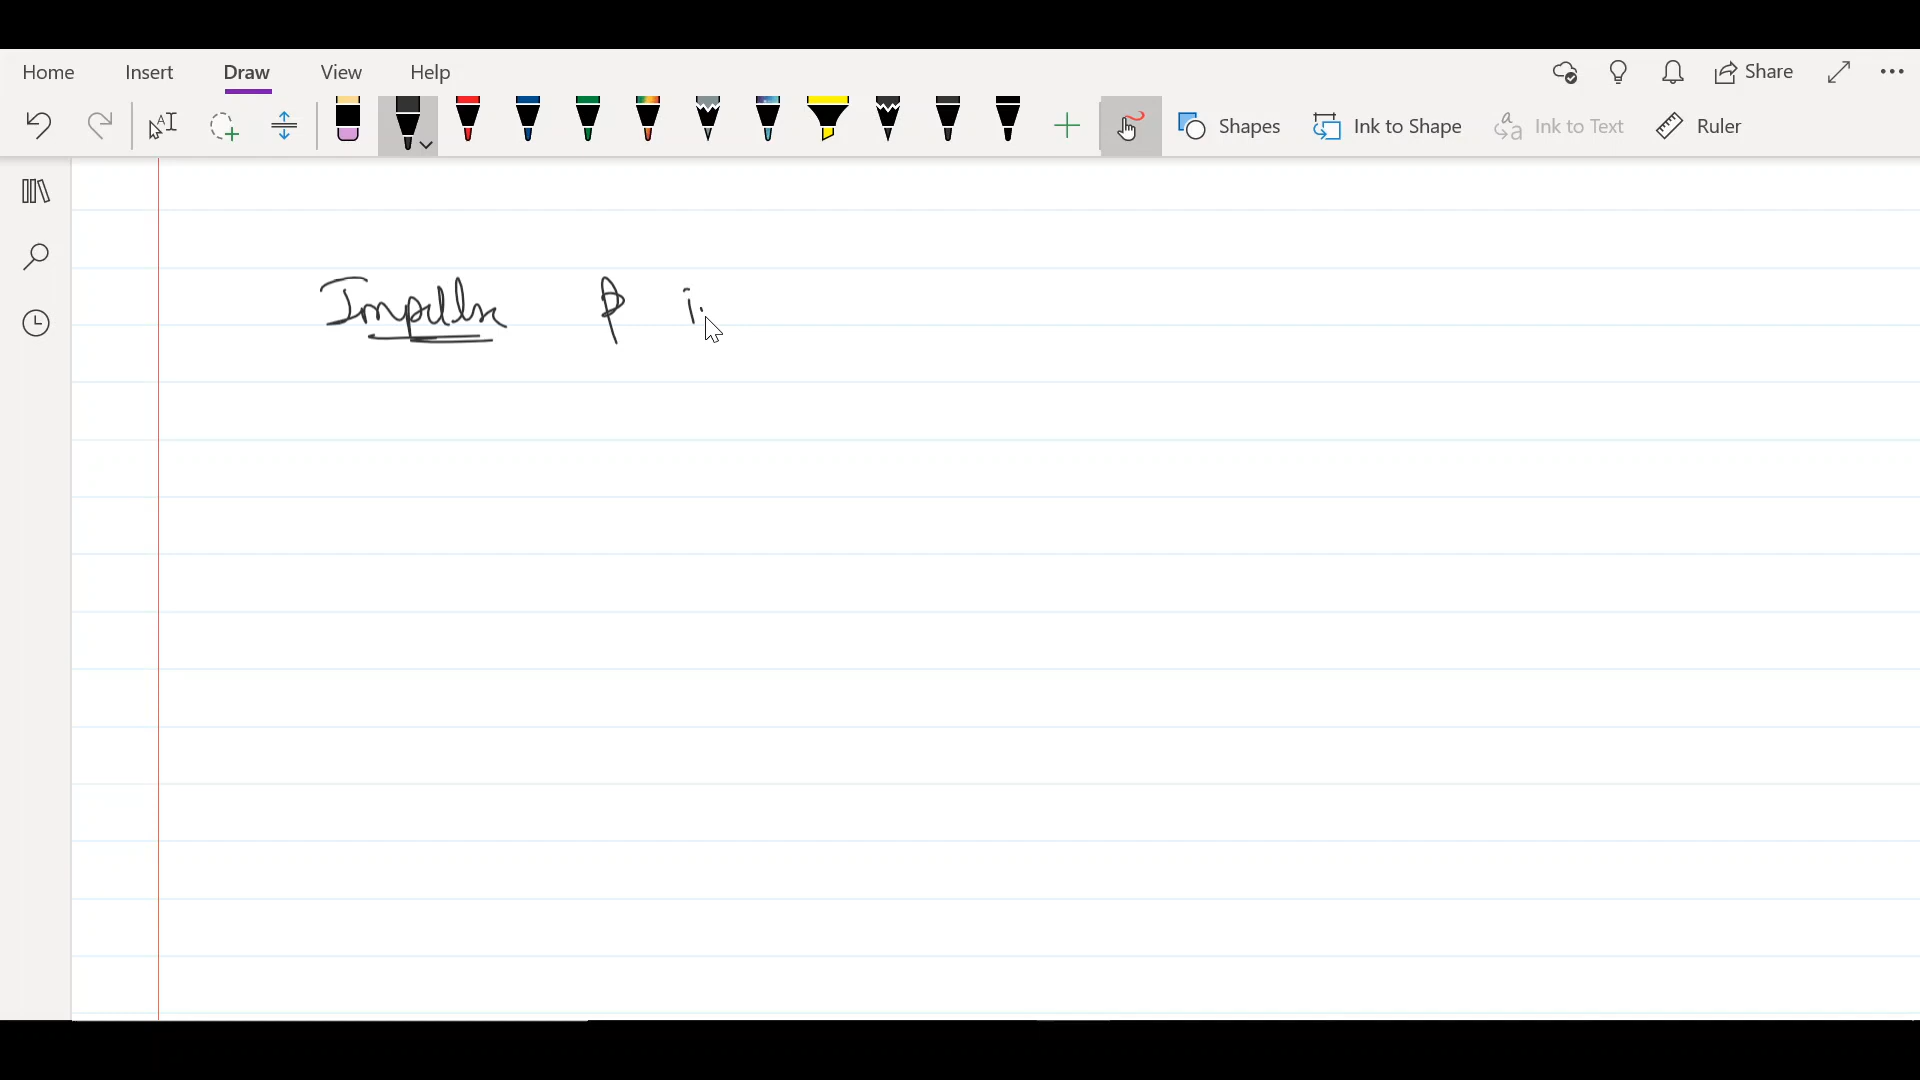 Home Insert Draw View Help Share
Shapes Ink to Shape Ink to Text Ruler
Impulse